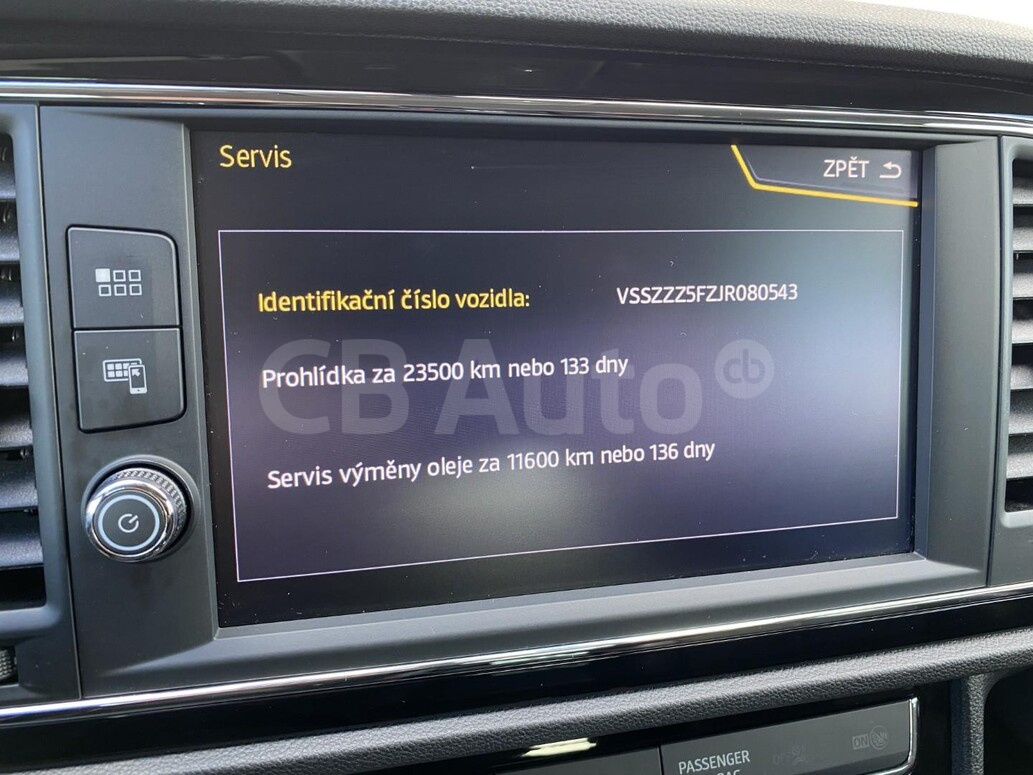 Servis
ZPĚT
Identifikační číslo vozidla: VSSZZZ5FZJR080543
CB Auto cb
Prohlídka za 23500 km nebo 133 dny
Servis výměny oleje za 11600 km nebo 136 dny
PASSENGER